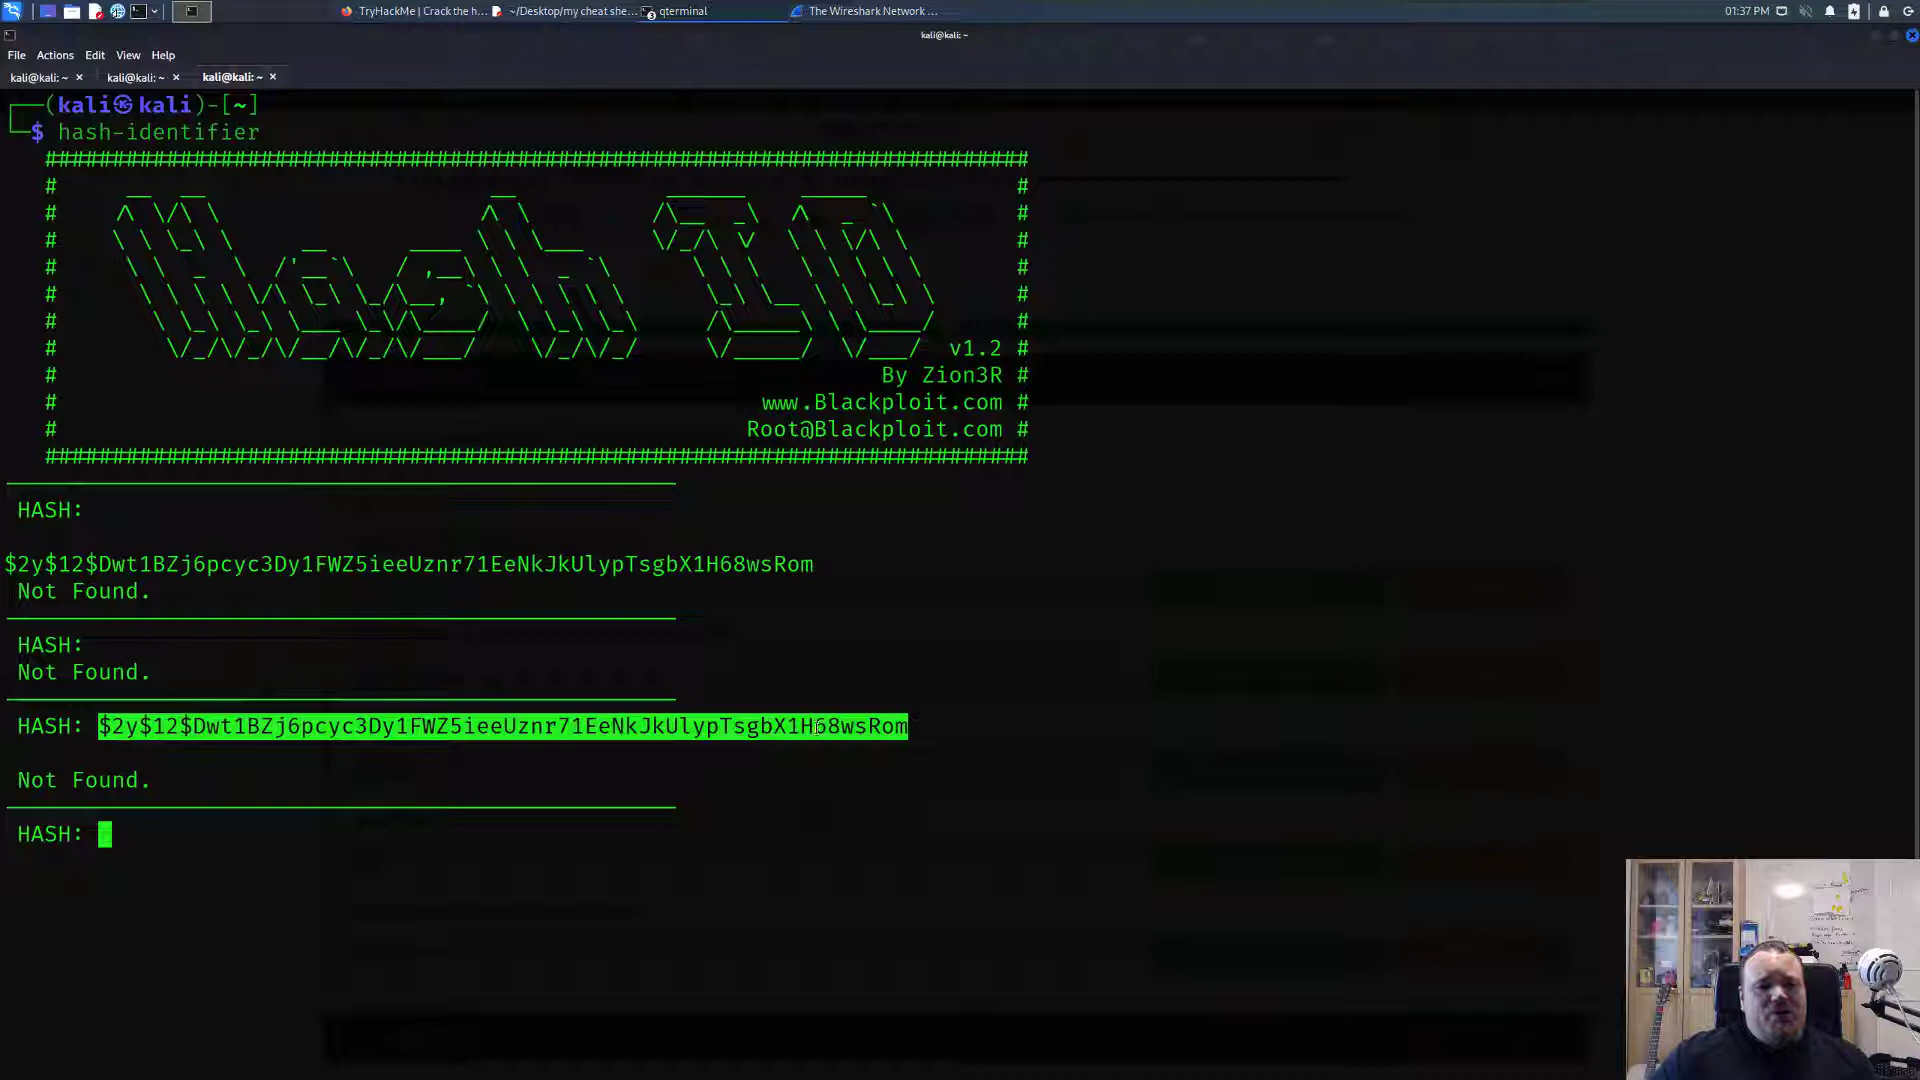 TryHackMe | Crack the h...
~/Desktop/my cheat she...
qterminal
The Wireshark Network ...
01:37 PM
kali@kali: ~
File Actions Edit View Help
kali@kali: ~ × kali@kali: ~ × kali@kali: ~ ×
(kali㉿kali)-[~]
$ hash-identifier
v1.2 #
By Zion3R #
www.Blackploit.com #
Root@Blackploit.com #
HASH:
$2y$12$Dwt1BZj6pcyc3Dy1FWZ5ieeUznr71EeNkJkUlypTsgbX1H68wsRom
Not Found.
HASH:
Not Found.
HASH: $2y$12$Dwt1BZj6pcyc3Dy1FWZ5ieeUznr71EeNkJkUlypTsgbX1H68wsRom
Not Found.
HASH: